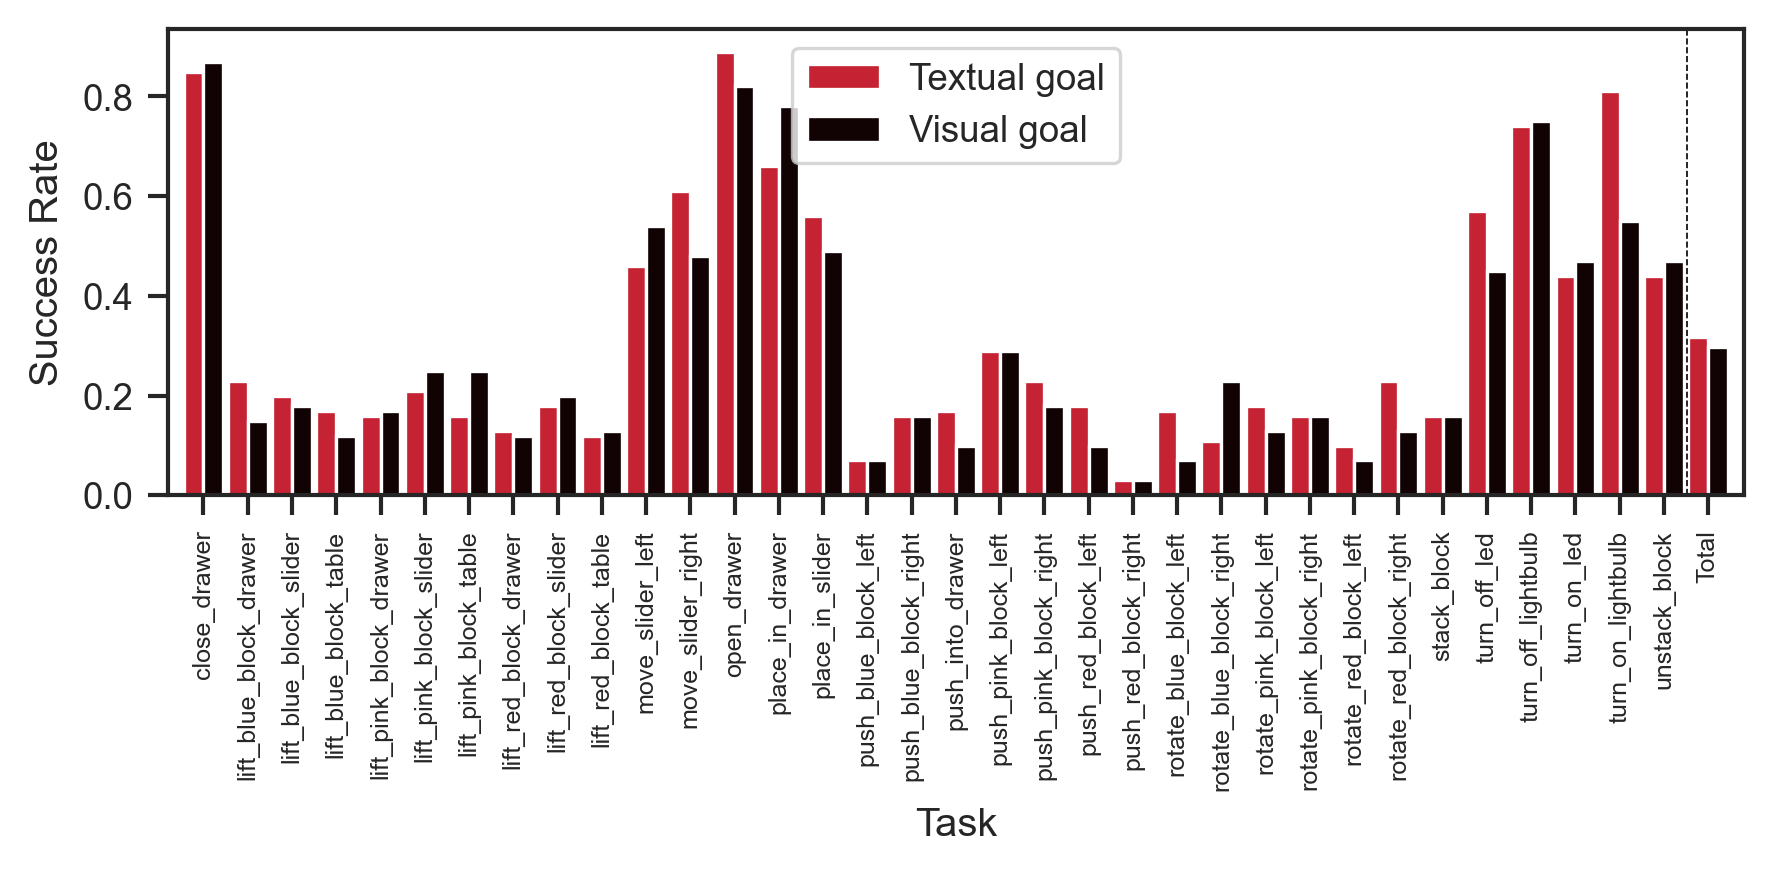 Textual goal
Visual goal
Success Rate
0.8
0.6
0.4
0.2
0.0
close_drawer
lift_blue_block_drawer
lift_blue_block_slider
lift_blue_block_table
lift_pink_block_drawer
lift_pink_block_slider
lift_pink_block_table
lift_red_block_drawer
lift_red_block_slider
lift_red_block_table
move_slider_left
move_slider_right
open_drawer
place_in_drawer
place_in_slider
push_blue_block_left
push_blue_block_right
push_into_drawer
push_pink_block_left
push_pink_block_right
push_red_block_left
push_red_block_right
rotate_blue_block_left
rotate_blue_block_right
rotate_pink_block_left
rotate_pink_block_right
rotate_red_block_left
rotate_red_block_right
stack_block
turn_off_led
turn_off_lightbulb
turn_on_led
turn_on_lightbulb
unstack_block
Total
Task